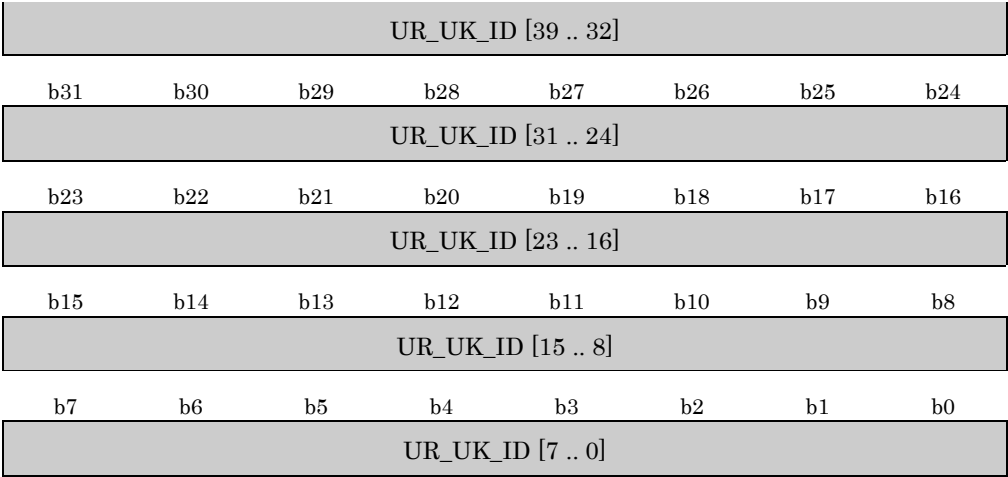 UR_UK_ID [39 .. 32]
b31 b30 b29 b28 b27 b26 b25 b24
UR_UK_ID [31 .. 24]
b23 b22 b21 b20 b19 b18 b17 b16
UR_UK_ID [23 .. 16]
b15 b14 b13 b12 b11 b10 b9 b8
UR_UK_ID [15 .. 8]
b7 b6 b5 b4 b3 b2 b1 b0
UR_UK_ID [7 .. 0]